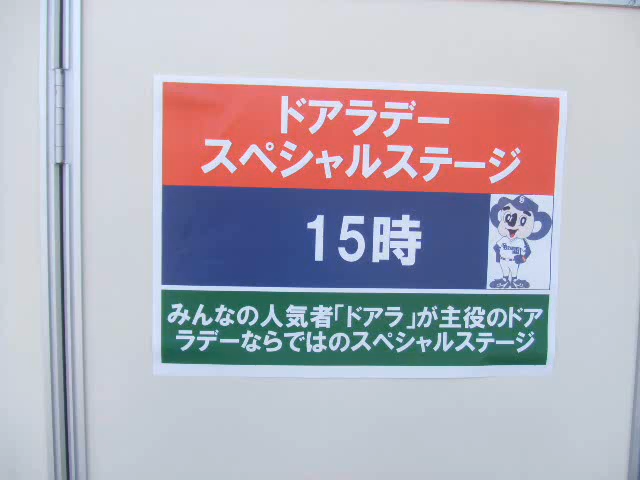 ドアラデー
スペシャルステージ
15時
みんなの人気者「ドアラ」が主役のドア
ラデーならではのスペシャルステージ